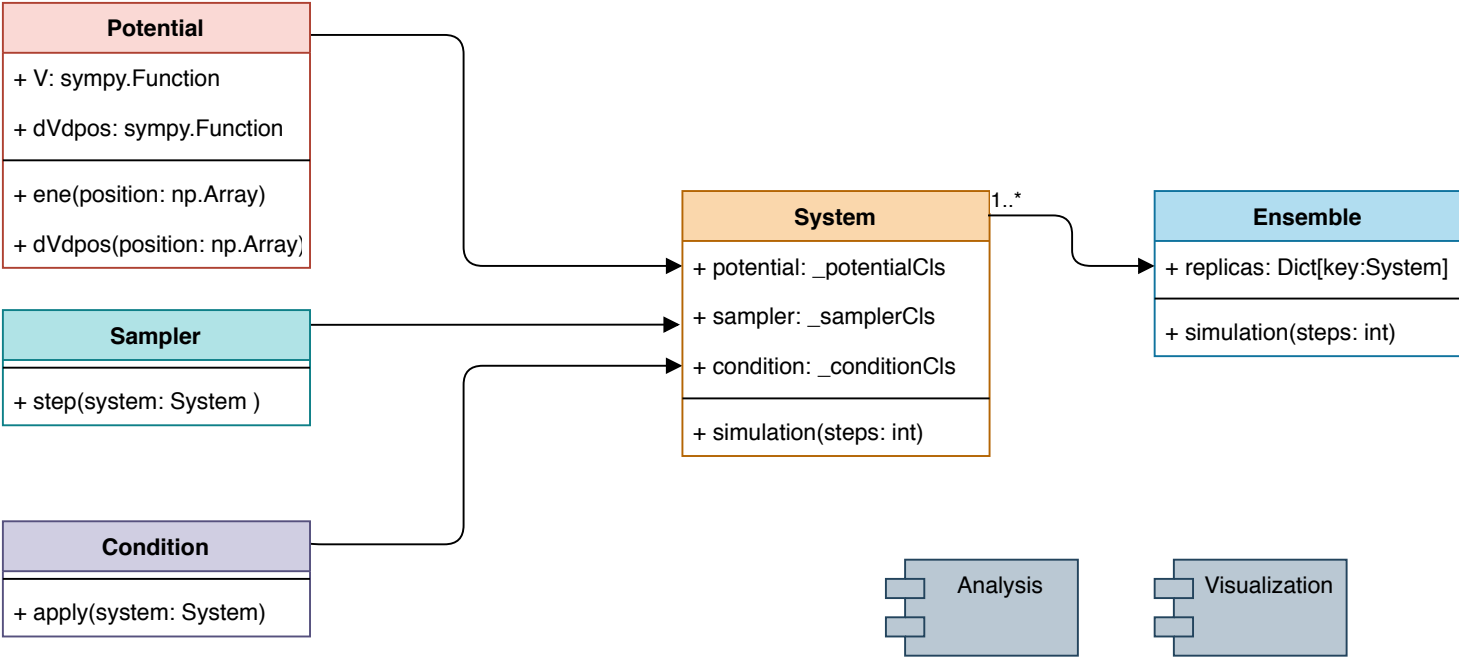 Potential
+ V: sympy.Function
+ dVdpos: sympy.Function
+ ene(position: np.Array)
+ dVdpos(position: np.Array)
Sampler
+ step(system: System )
Condition
+ apply(system: System)
System
+ potential: _potentialCls
+ sampler: _samplerCls
+ condition: _conditionCls
+ simulation(steps: int)
1..*
Ensemble
+ replicas: Dict[key:System]
+ simulation(steps: int)
Analysis
Visualization